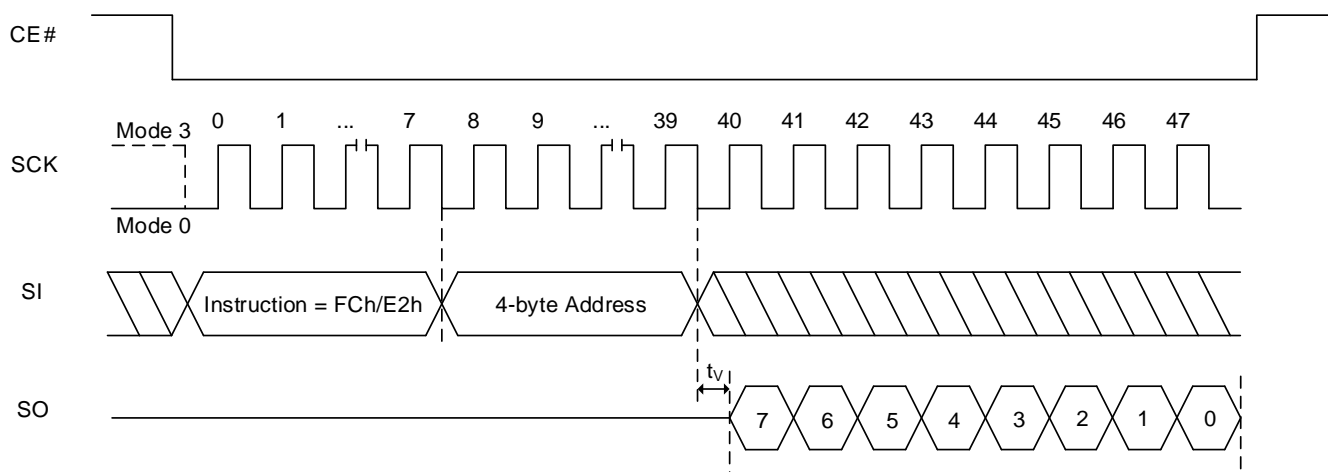 CE#
Mode 3 0 1 ... 7 8 9 ... 39 40 41 42 43 44 45 46 47
SCK
Mode 0
SI Instruction = FCh/E2h 4-byte Address
tV
SO 7 6 5 4 3 2 1 0